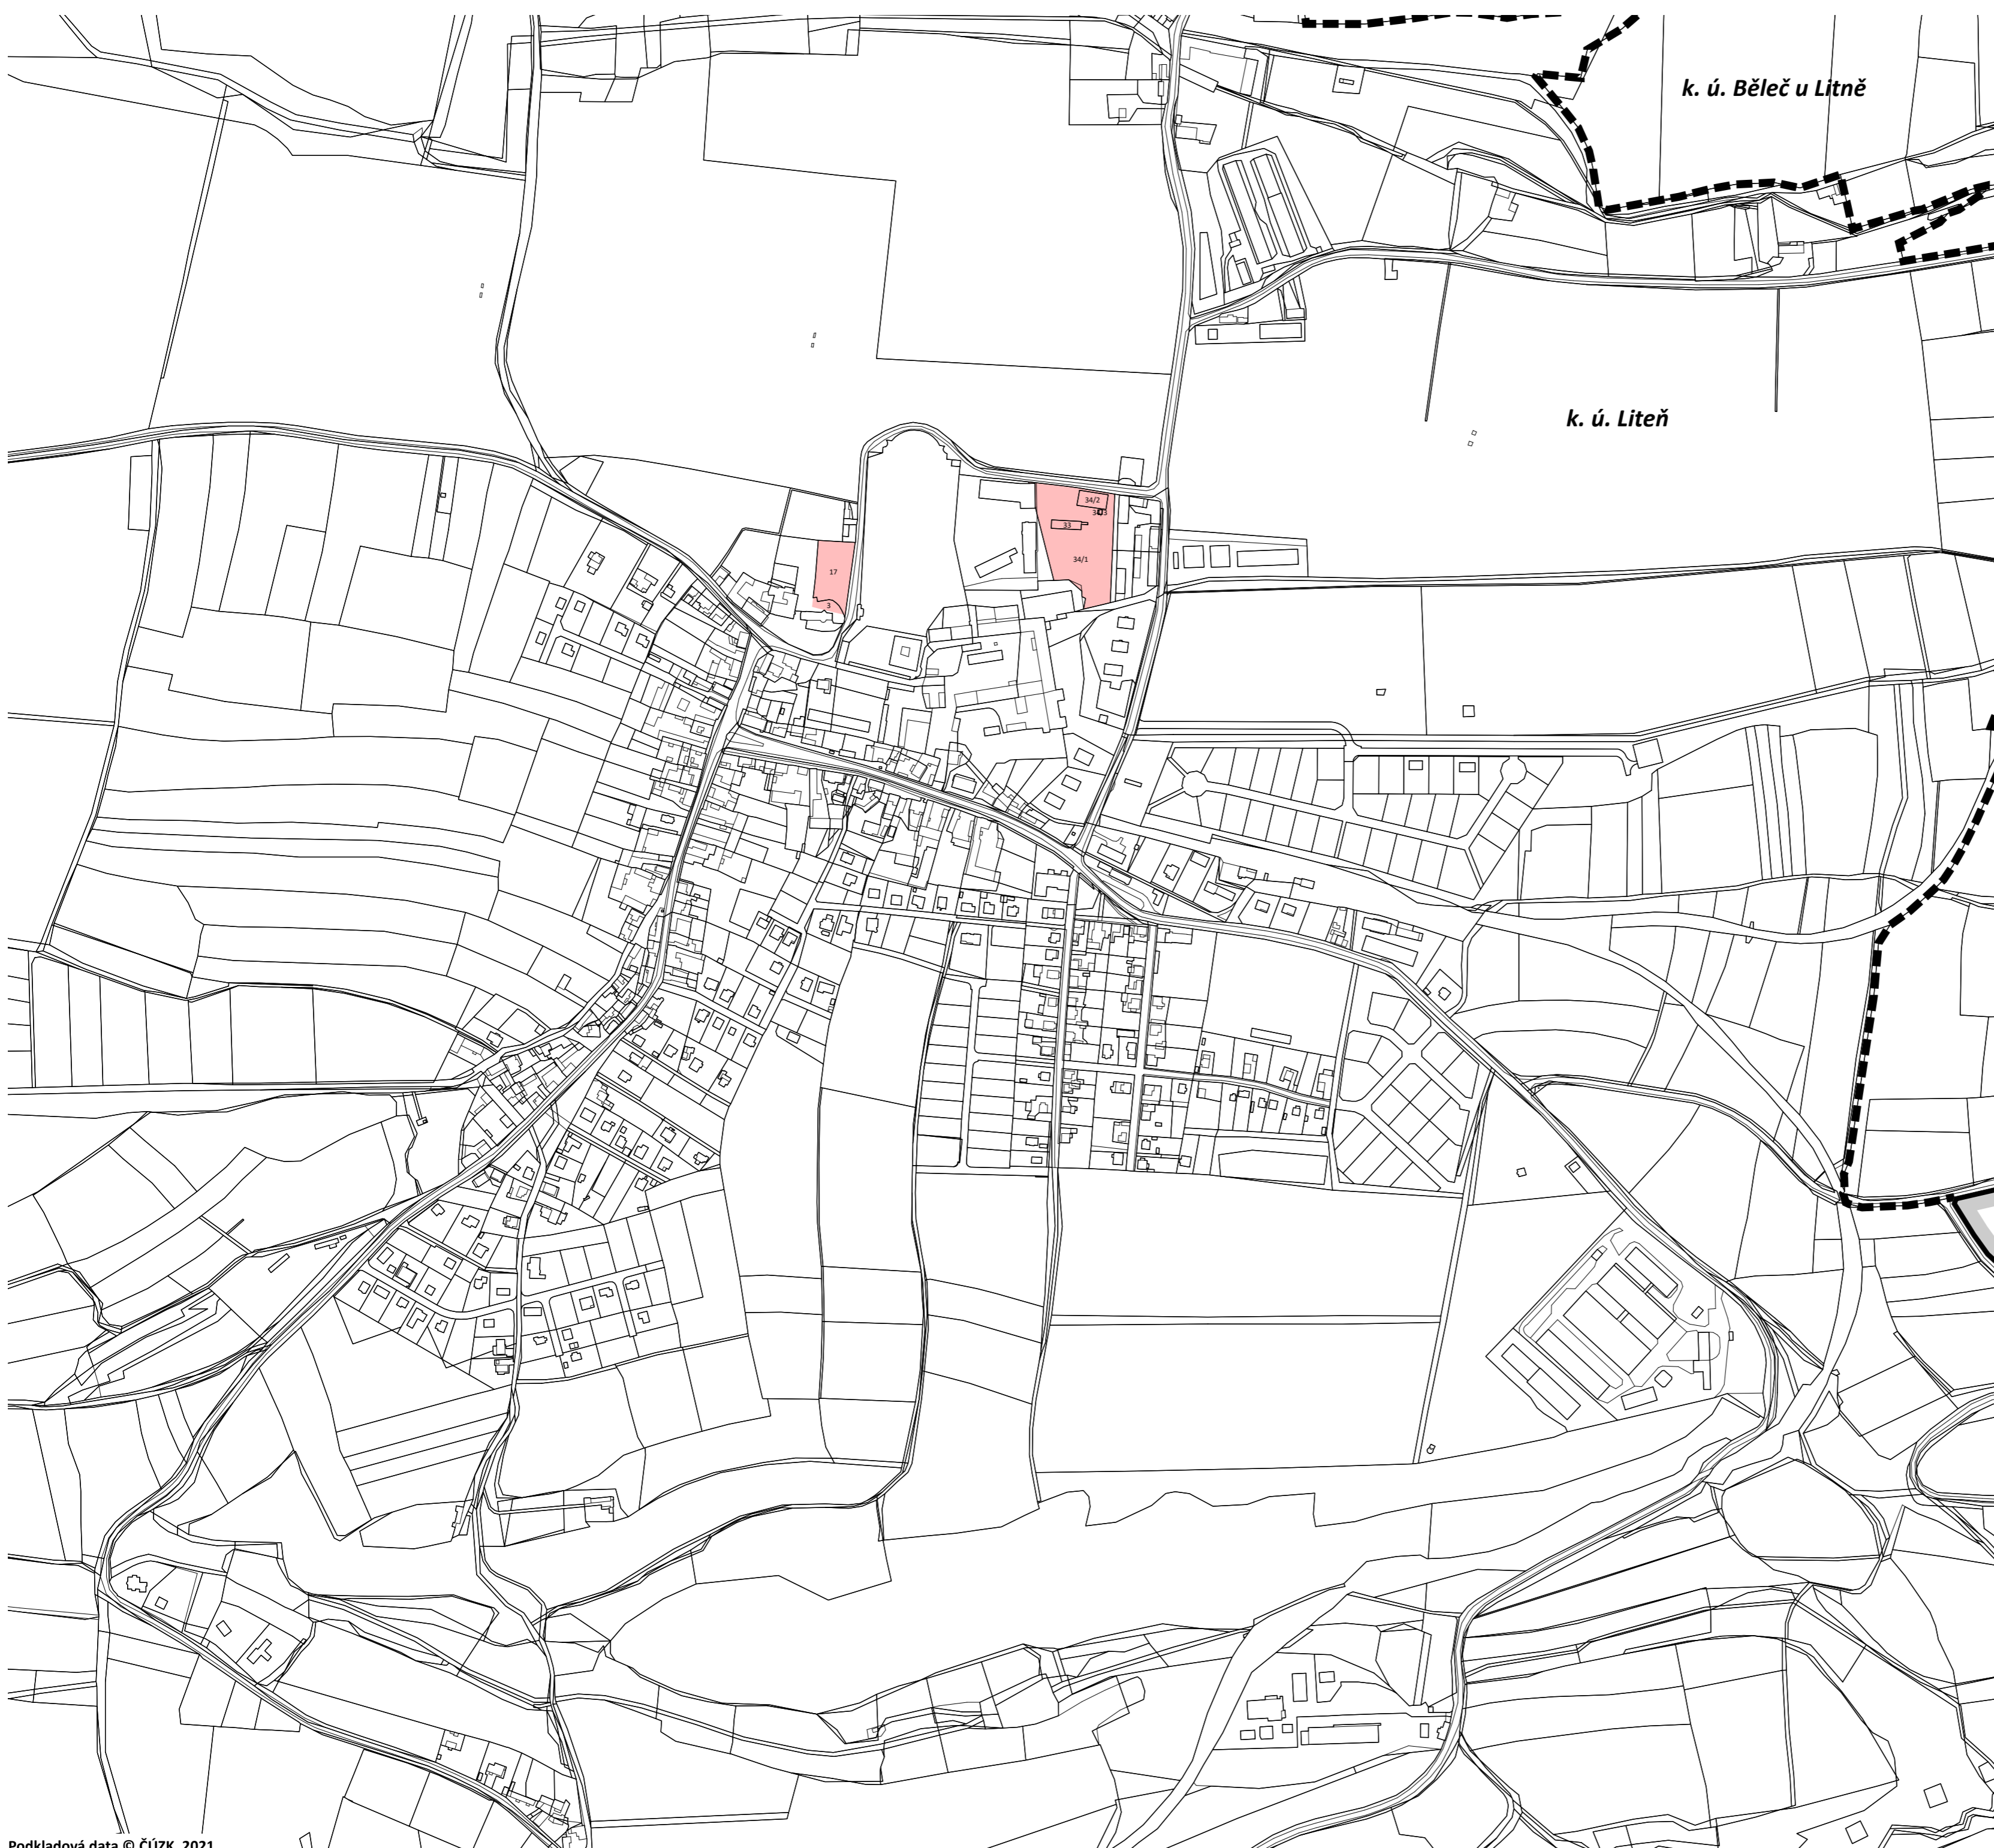 k. ú. Běleč u Litně
k. ú. Liteň
34/2
33
34/1
17
3
Podkladová data © ČÚZK, 2021